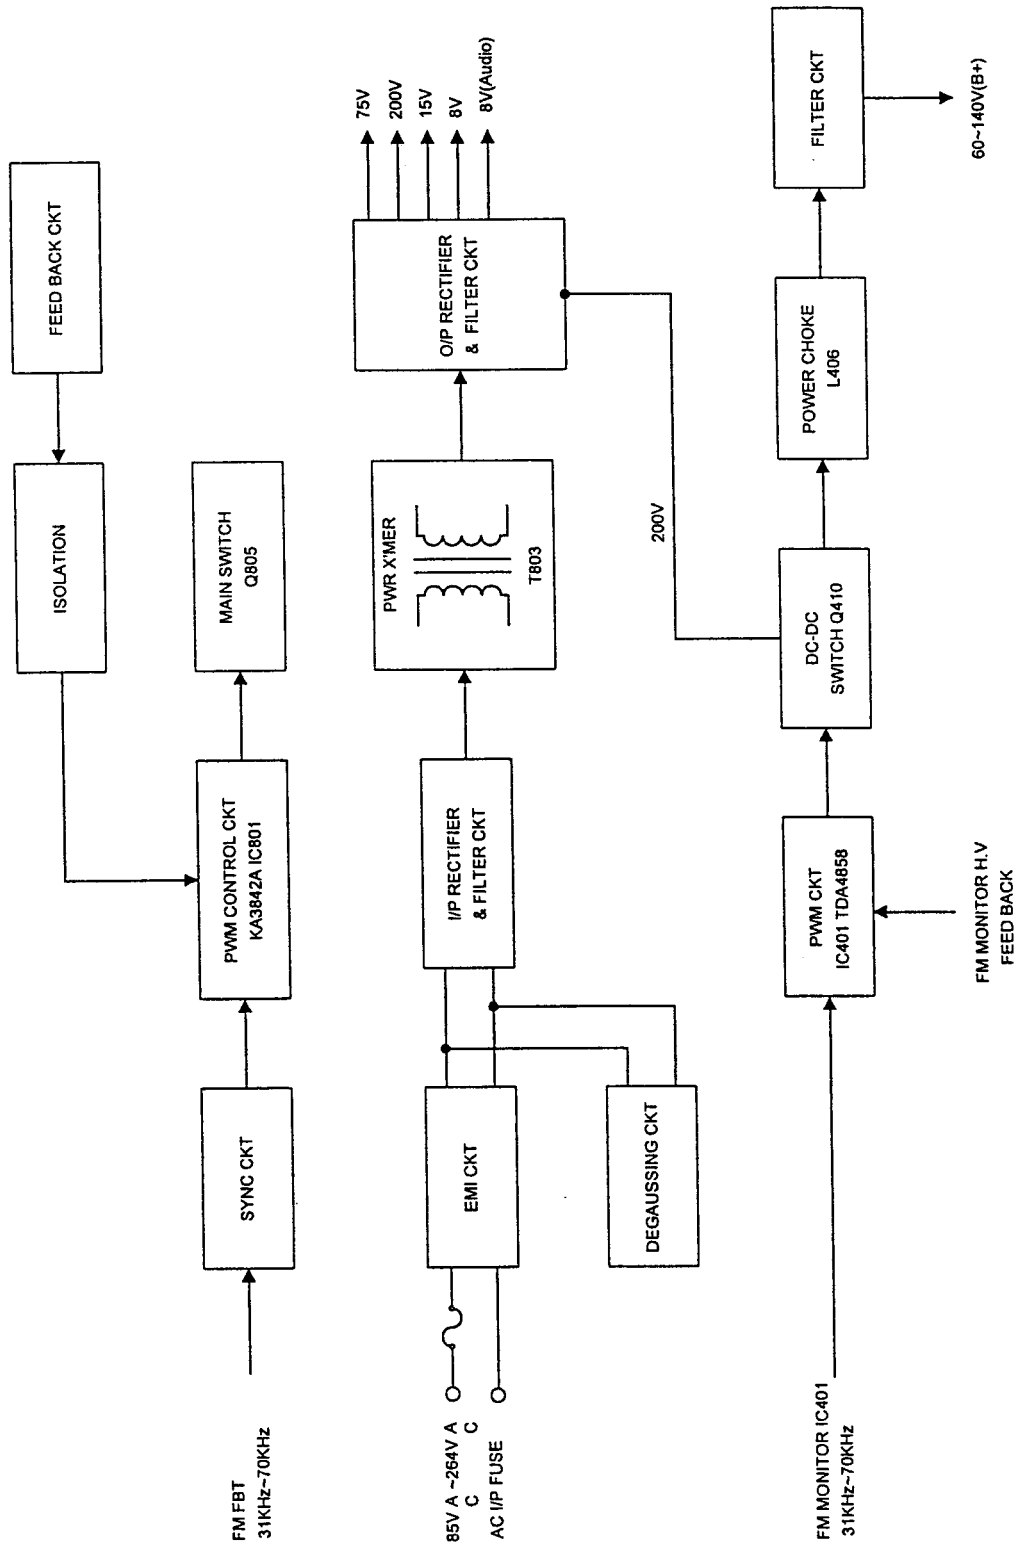 FEED BACK CKT
ISOLATION
MAIN SWITCH
Q805
PWM CONTROL CKT
KA3842A IC801
SYNC CKT
FM FBT
31KHz~70KHz
75V
200V
15V
8V
8V(Audio)
O/P RECTIFIER
& FILTER CKT
PWR X'MER
T803
I/P RECTIFIER
& FILTER CKT
EMI CKT
85V A ~264V A
C C
AC I/P FUSE
DEGAUSSING CKT
200V
FILTER CKT
60~140V(B+)
POWER CHOKE
L406
DC-DC
SWITCH Q410
PWM CKT
IC401 TDA4858
FM MONITOR H.V
FEED BACK
FM MONITOR IC401
31KHz~70KHz